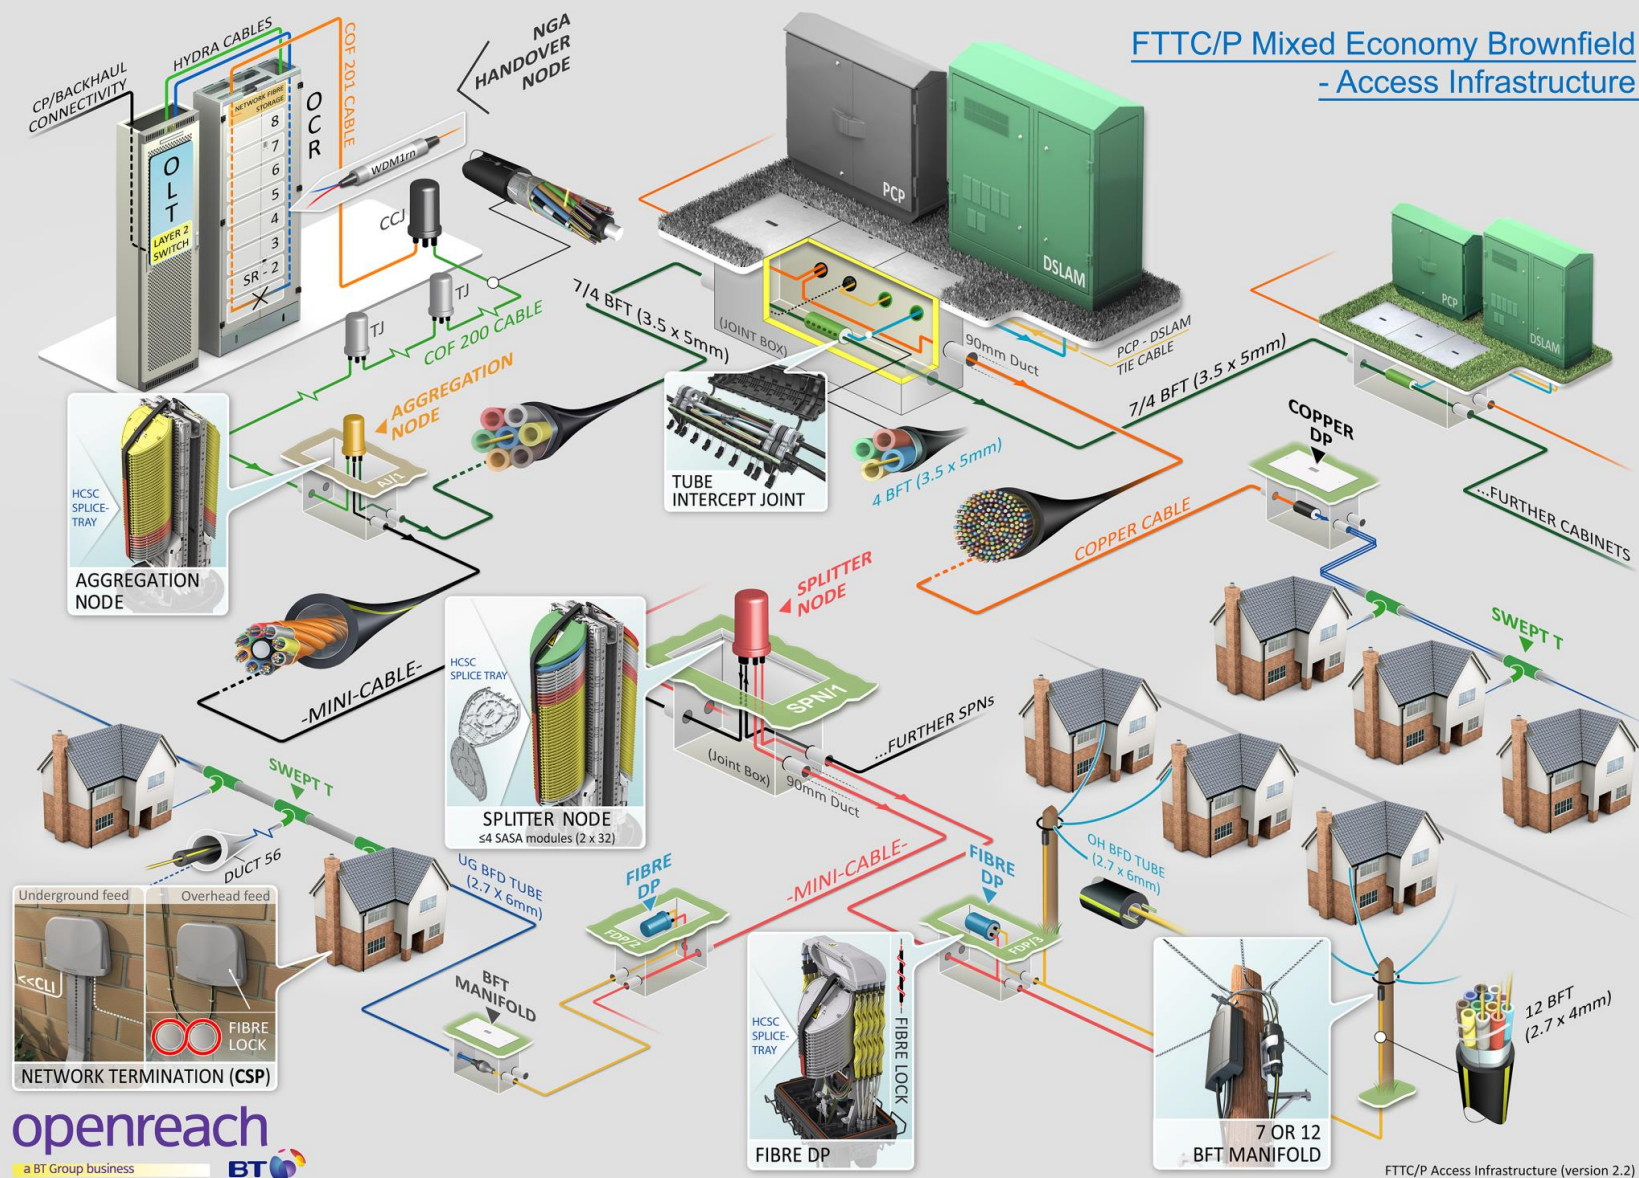 FTTC/P Mixed Economy Brownfield
- Access Infrastructure
CP/BACKHAUL
CONNECTIVITY
HYDRA CABLES
COF 201 CABLE
NGA
HANDOVER
NODE
OLT
LAYER 2
SWITCH
NETWORK FIBRE
STORAGE
8
7
6
5
4
3
SR - 2
OCR
WDM1rn
CCJ
TJ
TJ
COF 200 CABLE
PCP
DSLAM
(JOINT BOX)
90mm Duct
PCP - DSLAM
TIE CABLE
PCP
DSLAM
7/4 BFT (3.5 x 5mm)
7/4 BFT (3.5 x 5mm)
AGGREGATION
NODE
AJ/1
HCSC
SPLICE-
TRAY
AGGREGATION
NODE
TUBE
INTERCEPT JOINT
4 BFT (3.5 x 5mm)
COPPER
DP
COPPER CABLE
...FURTHER CABINETS
SPLITTER
NODE
HCSC
SPLICE TRAY
SPN/1
(Joint Box)
90mm Duct
...FURTHER SPNs
SPLITTER NODE
≤4 SASA modules (2 x 32)
-MINI-CABLE-
SWEPT T
SWEPT T
DUCT 56
UG BFD TUBE
(2.7 X 6mm)
FIBRE
DP
FDP/2
-MINI-CABLE-
FIBRE
DP
FDP/3
OH BFD TUBE
(2.7 x 6mm)
Underground feed
Overhead feed
<<CLI
FIBRE
LOCK
NETWORK TERMINATION (CSP)
BFT
MANIFOLD
HCSC
SPLICE-
TRAY
FIBRE LOCK
FIBRE DP
7 OR 12
BFT MANIFOLD
12 BFT
(2.7 x 4mm)
openreach
a BT Group business
BT
FTTC/P Access Infrastructure (version 2.2)